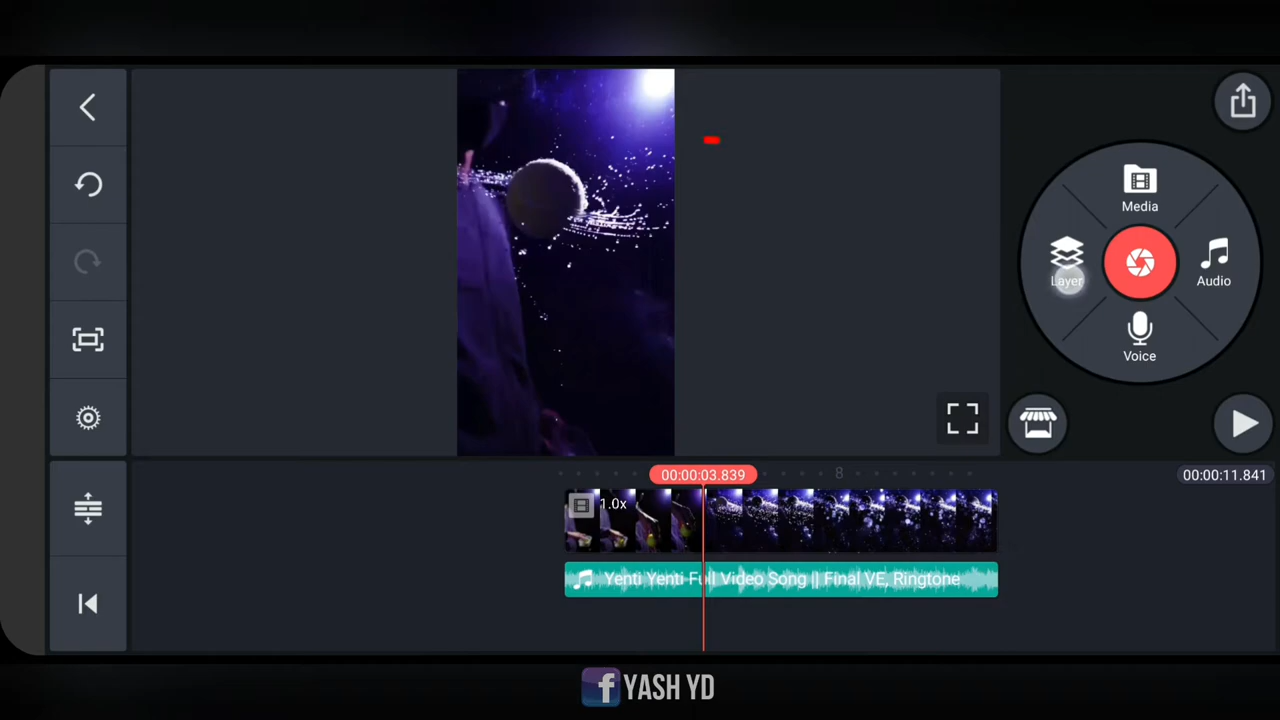 Media
Layer
Audio
Voice
00:00:03.839
8
00:00:11.841
1.0x
Yenti Yenti Full Video Song || Final VE, Ringtone
f YASH YD